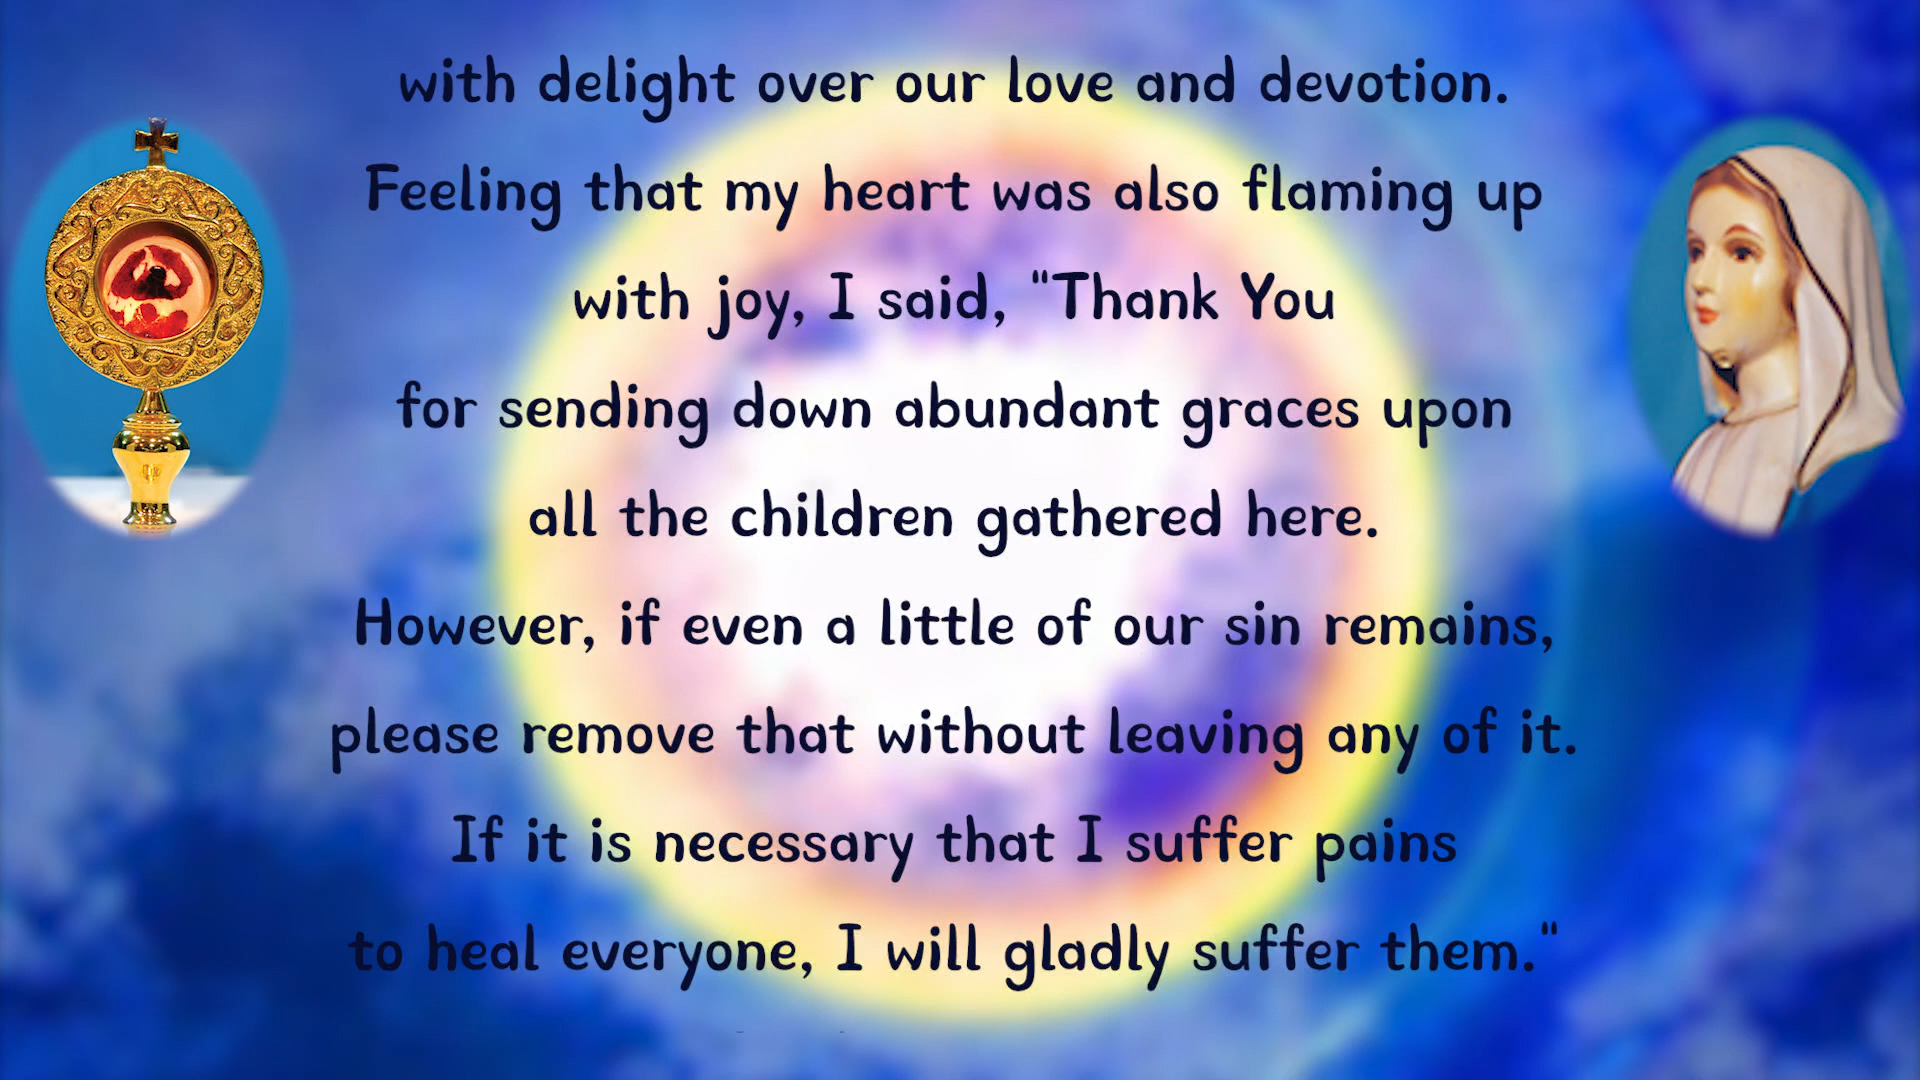 with delight over our love and devotion.
Feeling that my heart was also flaming up
with joy, I said, "Thank You
for sending down abundant graces upon
all the children gathered here.
However, if even a little of our sin remains,
please remove that without leaving any of it.
If it is necessary that I suffer pains
to heal everyone, I will gladly suffer them."